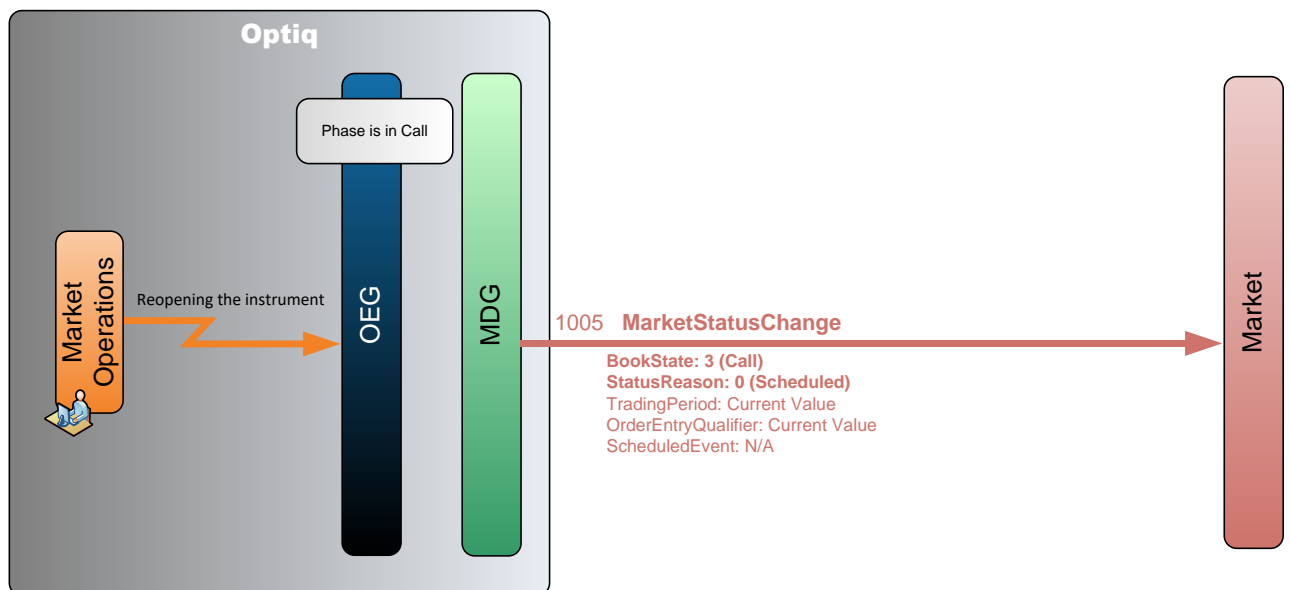 Optiq
Phase is in Call
Market
Operations
Reopening the instrument
OEG
MDG
1005 MarketStatusChange
BookState: 3 (Call)
StatusReason: 0 (Scheduled)
TradingPeriod: Current Value
OrderEntryQualifier: Current Value
ScheduledEvent: N/A
Market